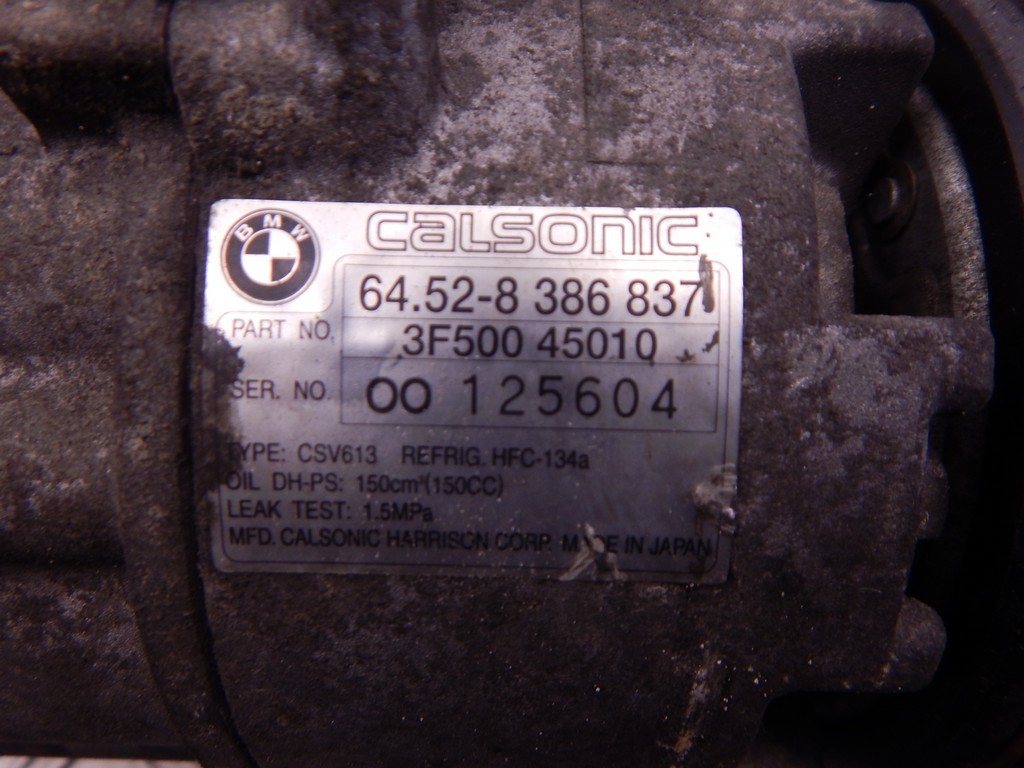 BMW
CALSONIC
64.52-8 386 837
PART NO. 3F500 45010
SER. NO. OO 125604
TYPE: CSV613 REFRIG. HFC-134a
OIL DH-PS: 150cm³(150CC)
LEAK TEST: 1.5MPa
MFD. CALSONIC HARRISON CORP. MADE IN JAPAN